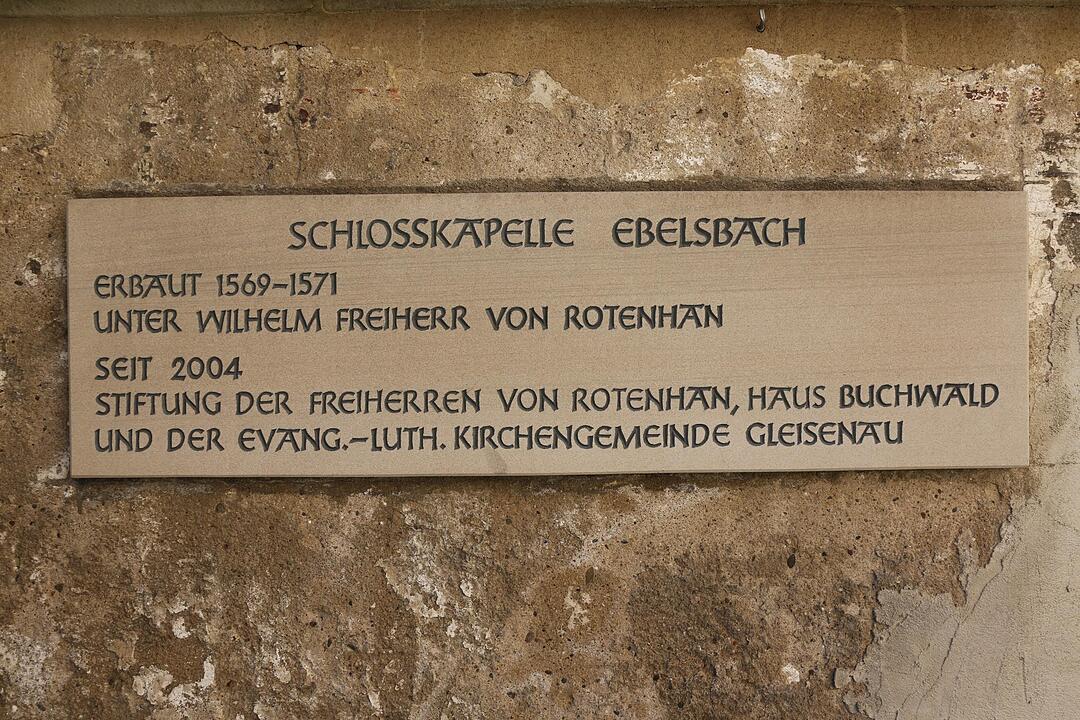 SCHLOSSKAPELLE EBELSBACH
ERBAUT 1569-1571
UNTER WILHELM FREIHERR VON ROTENHAN
SEIT 2004
STIFTUNG DER FREIHERREN VON ROTENHAN, HAUS BUCHWALD
UND DER EVANG.-LUTH. KIRCHENGEMEINDE GLEISENAU